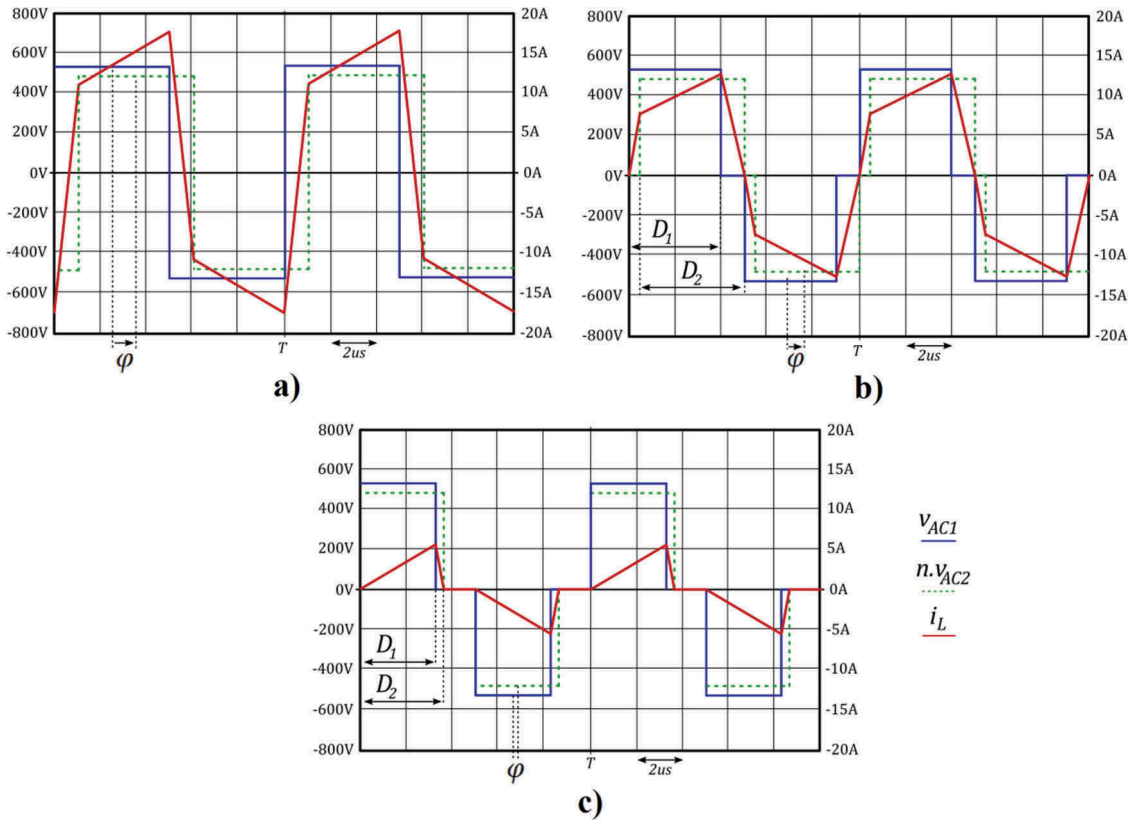 800V
600V
400V
200V
0V
-200V
-400V
-600V
-800V
20A
15A
10A
5A
0A
-5A
-10A
-15A
-20A
φ
T
2us
a)
800V
600V
400V
200V
0V
-200V
-400V
-600V
-800V
20A
15A
10A
5A
0A
-5A
-10A
-15A
-20A
D1
D2
φ
T
2us
b)
800V
600V
400V
200V
0V
-200V
-400V
-600V
-800V
20A
15A
10A
5A
0A
-5A
-10A
-15A
-20A
D1
D2
φ
T
2us
c)
vAC1
n.vAC2
iL